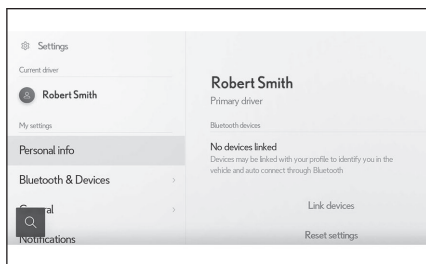 Settings
Current driver
Robert Smith
My settings
Personal info
Bluetooth & Devices
General
Notifications
Robert Smith
Primary driver
Bluetooth devices
No devices linked
Devices may be linked with your profile to identify you in the
vehicle and auto connect through Bluetooth
Link devices
Reset settings